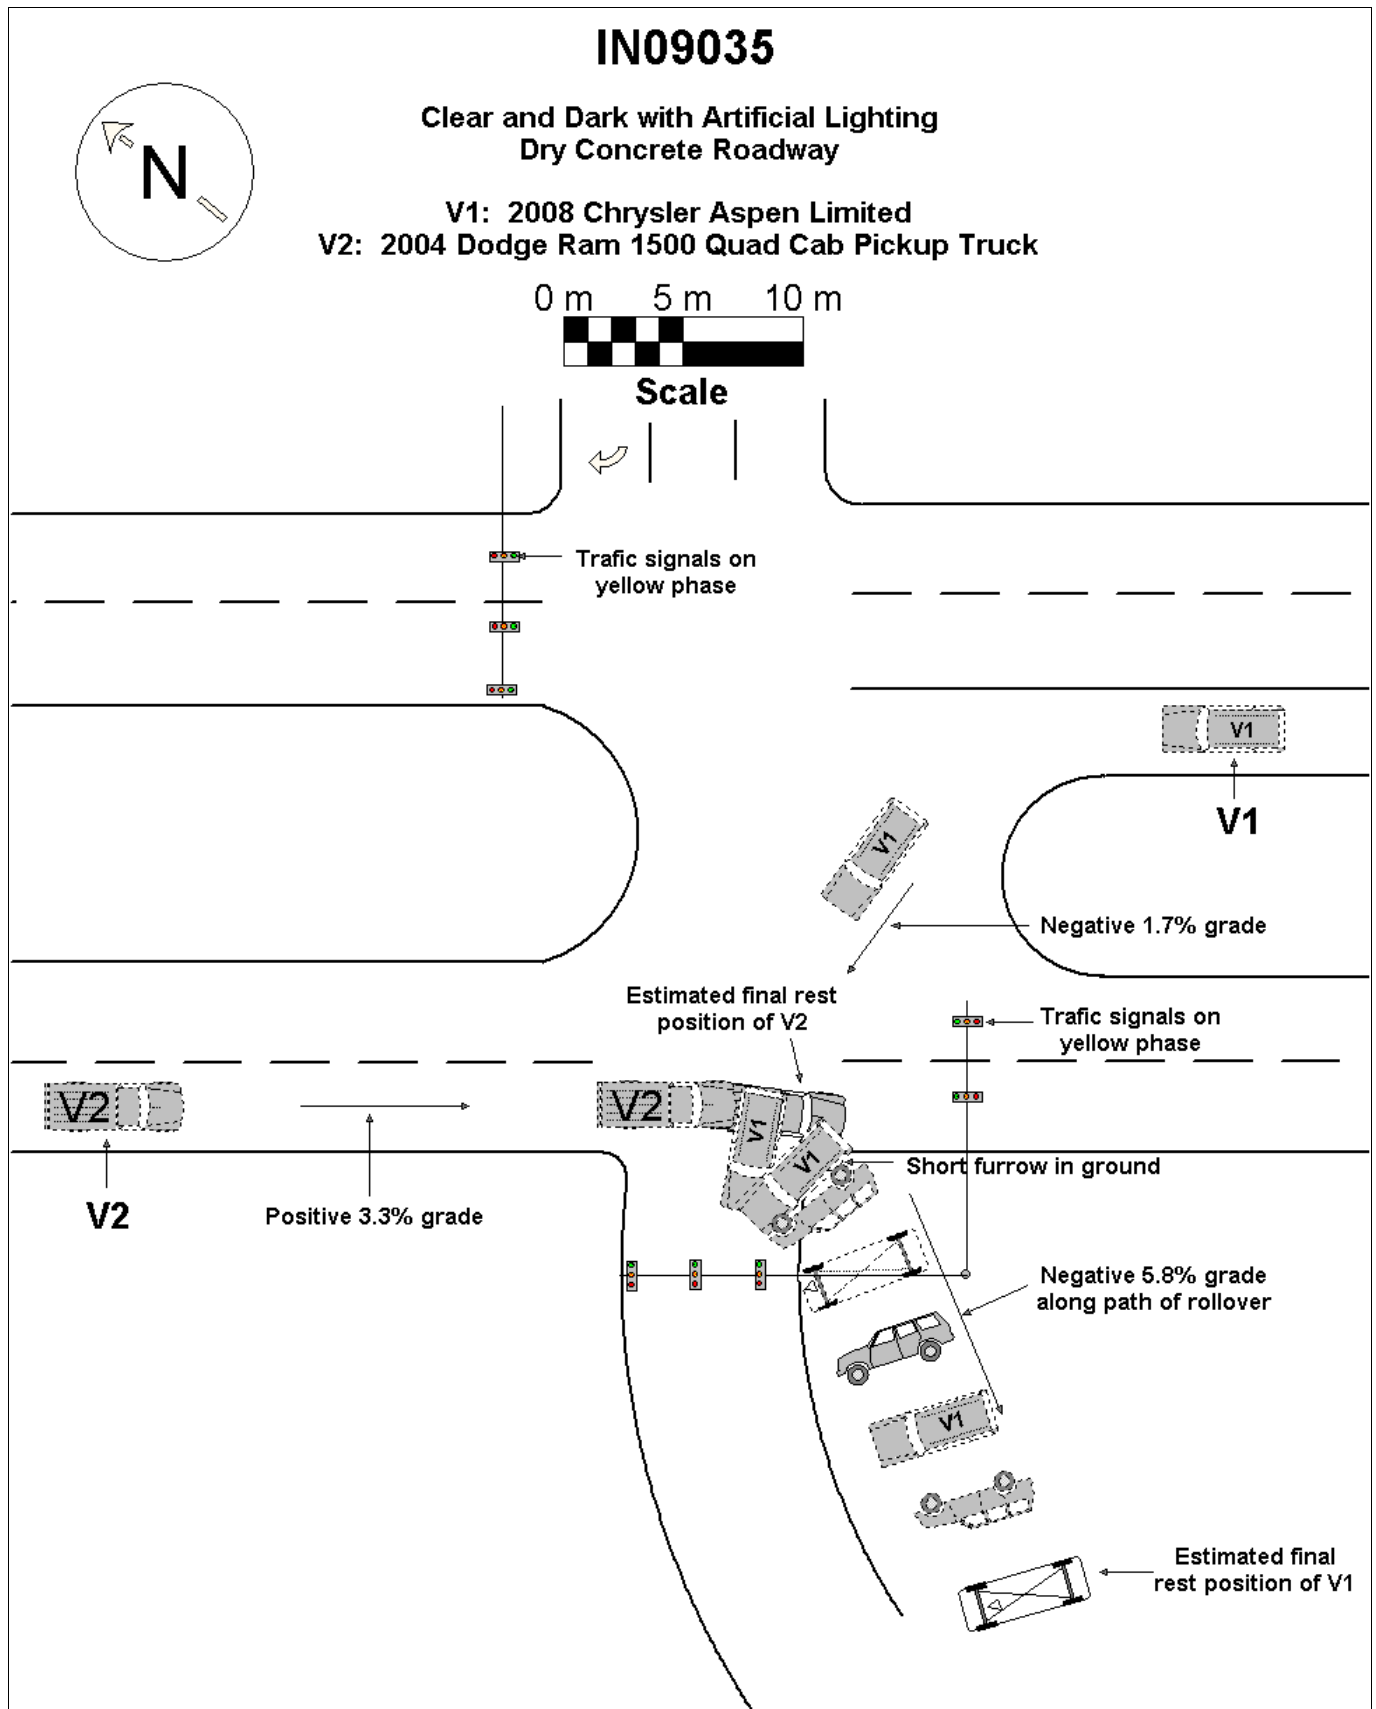 IN09035
N
Clear and Dark with Artificial Lighting
Dry Concrete Roadway
V1: 2008 Chrysler Aspen Limited
V2: 2004 Dodge Ram 1500 Quad Cab Pickup Truck
0 m 5 m 10 m
Scale
Trafic signals on
yellow phase
V1
V1
V1
Negative 1.7% grade
Estimated final rest
position of V2
Trafic signals on
yellow phase
V2
V2
V1
V1
Short furrow in ground
V2
Positive 3.3% grade
Negative 5.8% grade
along path of rollover
V1
Estimated final
rest position of V1